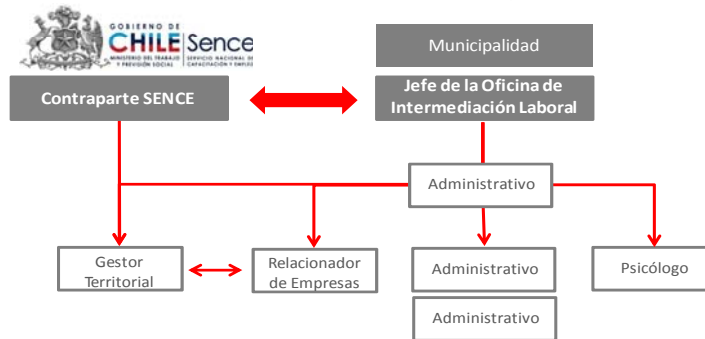 GOBIERNO DE
CHILE
MINISTERIO DEL TRABAJO
Y PREVISIÓN SOCIAL
Sence
SERVICIO NACIONAL DE
CAPACITACIÓN Y EMPLEO
Municipalidad
Contraparte SENCE
Jefe de la Oficina de
Intermediación Laboral
Administrativo
Gestor
Territorial
Relacionador
de Empresas
Administrativo
Psicólogo
Administrativo